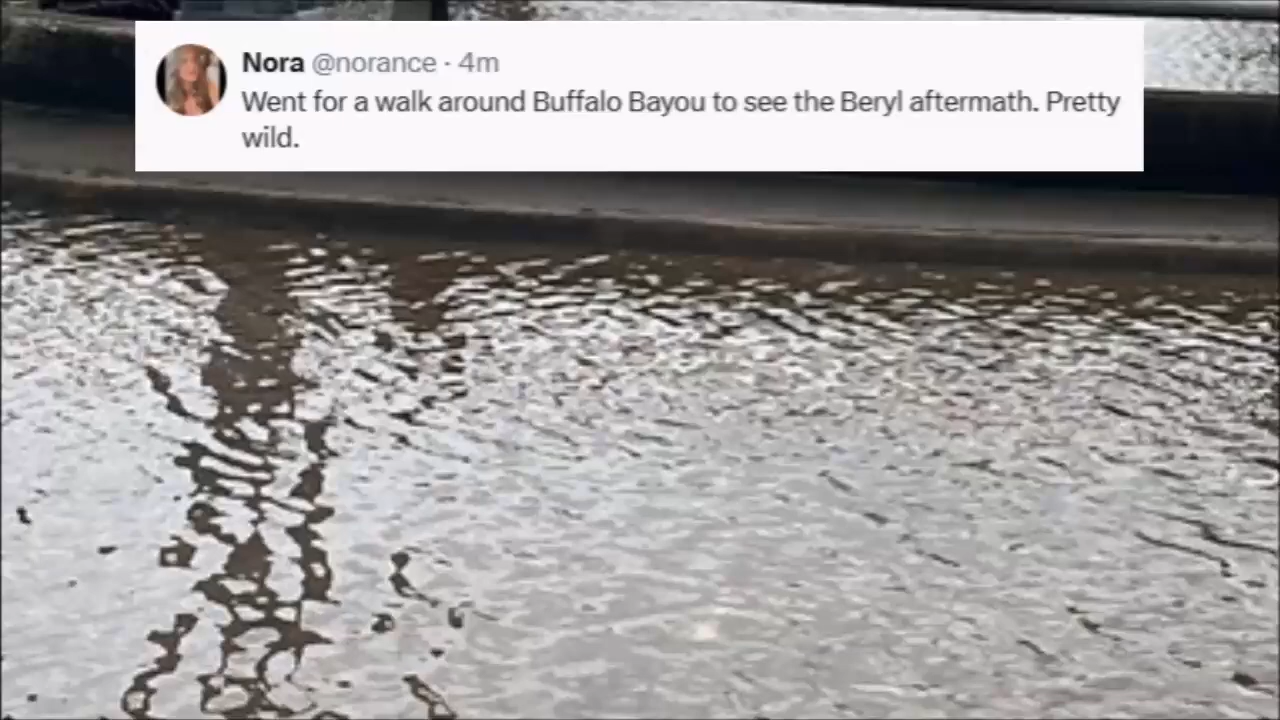 Nora @norance · 4m
Went for a walk around Buffalo Bayou to see the Beryl aftermath. Pretty
wild.